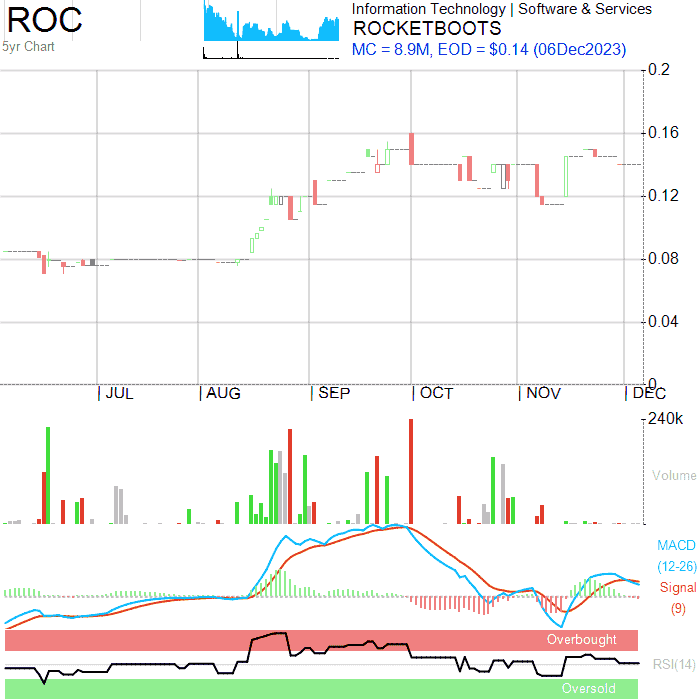 ROC
5yr Chart
Information Technology | Software & Services
ROCKETBOOTS
MC = 8.9M, EOD = $0.14 (06Dec2023)
0.2
0.16
0.12
0.08
0.04
0
JUL AUG SEP OCT NOV DEC
240k
Volume
MACD
(12-26)
Signal
(9)
Overbought
RSI(14)
Oversold